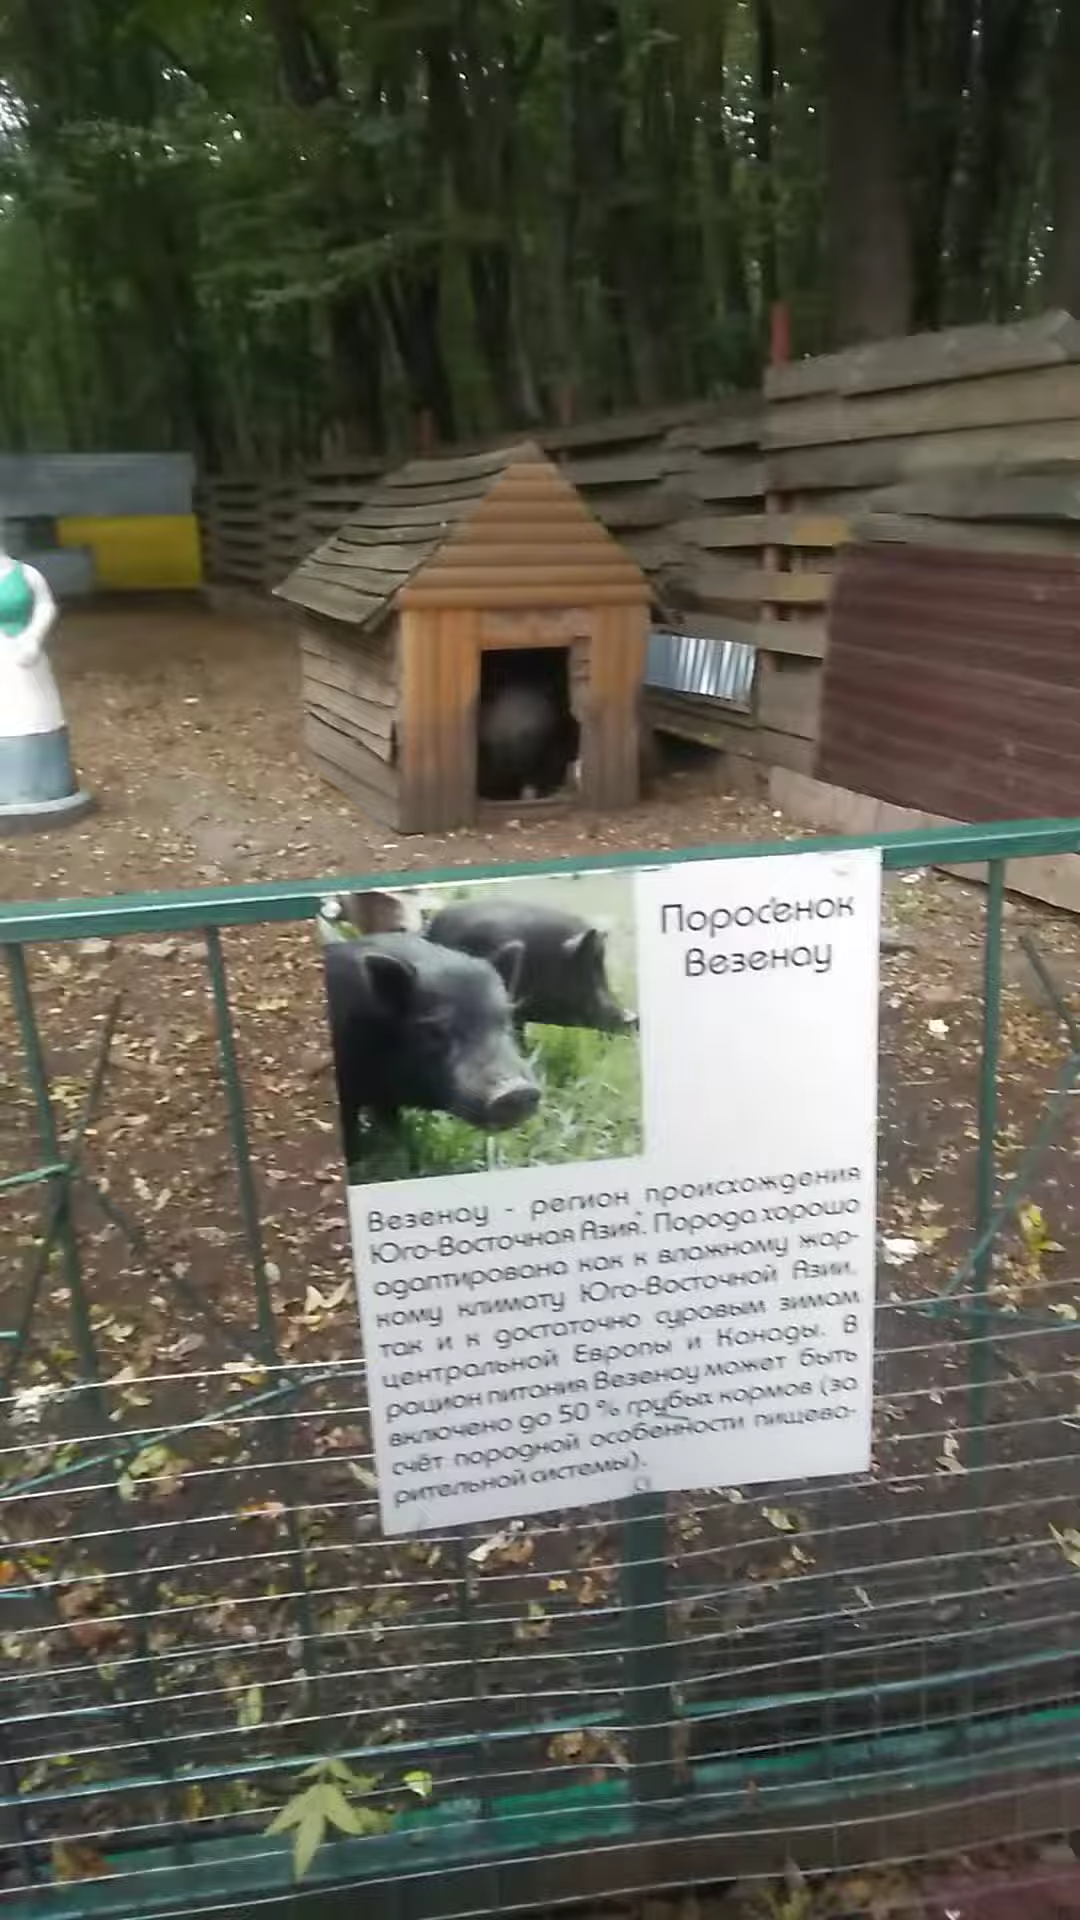 Поросенок
Везенау
Везенау - регион происхождения
Юго-Восточная Азия. Порода хорошо
адаптирована как к влажному жар-
кому климату Юго-Восточной Азии,
так и к достаточно суровым зимам
центральной Европы и Канады. В
рацион питания Везенау может быть
включено до 50 % грубых кормов (за
счёт породной особенности пищева-
рительной системы).